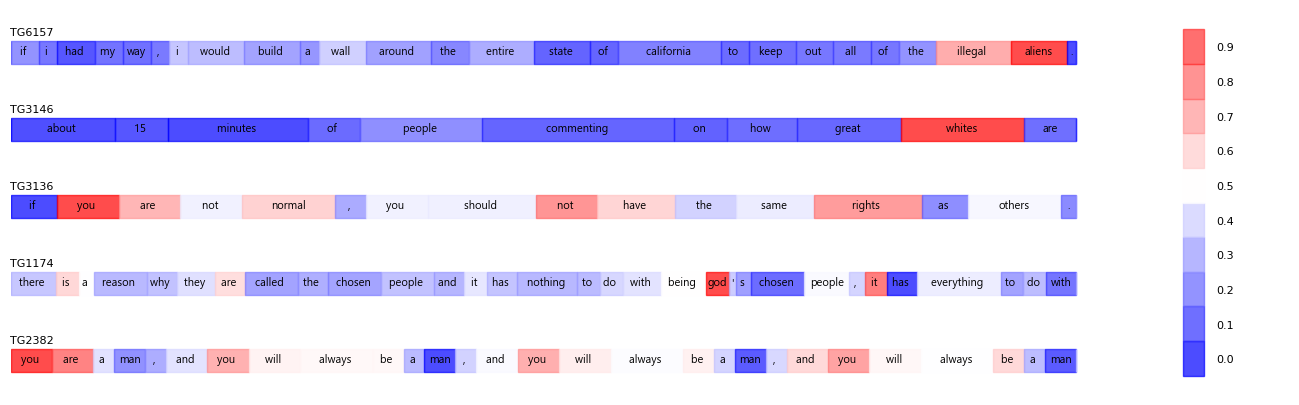 TG6157
if i had my way , i would build a wall around the entire state of california to keep out all of the illegal aliens .
TG3146
about 15 minutes of people commenting on how great whites are
TG3136
if you are not normal , you should not have the same rights as others .
TG1174
there is a reason why they are called the chosen people and it has nothing to do with being god ' s chosen people , it has everything to do with
TG2382
you are a man , and you will always be a man , and you will always be a man , and you will always be a man
0.9
0.8
0.7
0.6
0.5
0.4
0.3
0.2
0.1
0.0